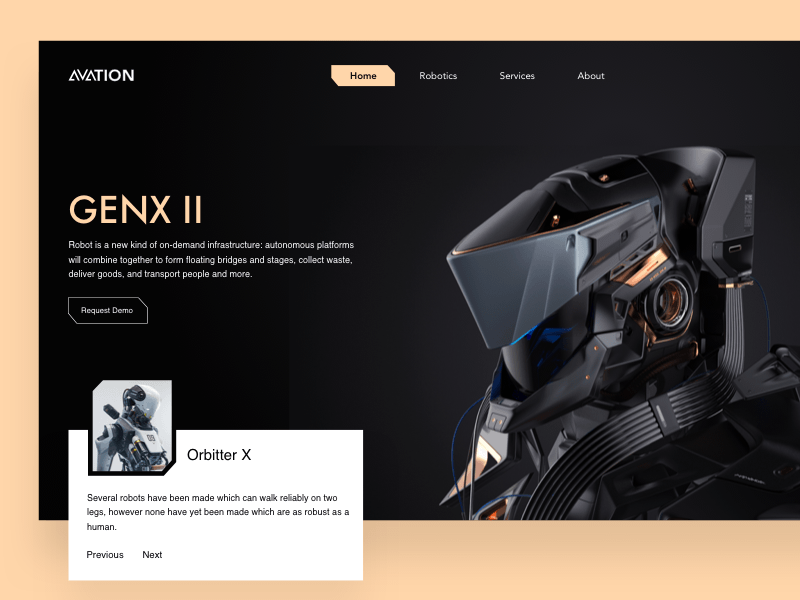 AVATION
Home
Robotics
Services
About
GENX II
Robot is a new kind of on-demand infrastructure: autonomous platforms
will combine together to form floating bridges and stages, collect waste,
deliver goods, and transport people and more.
Request Demo
Orbitter X
Several robots have been made which can walk reliably on two
legs, however none have yet been made which are as robust as a
human.
Previous
Next